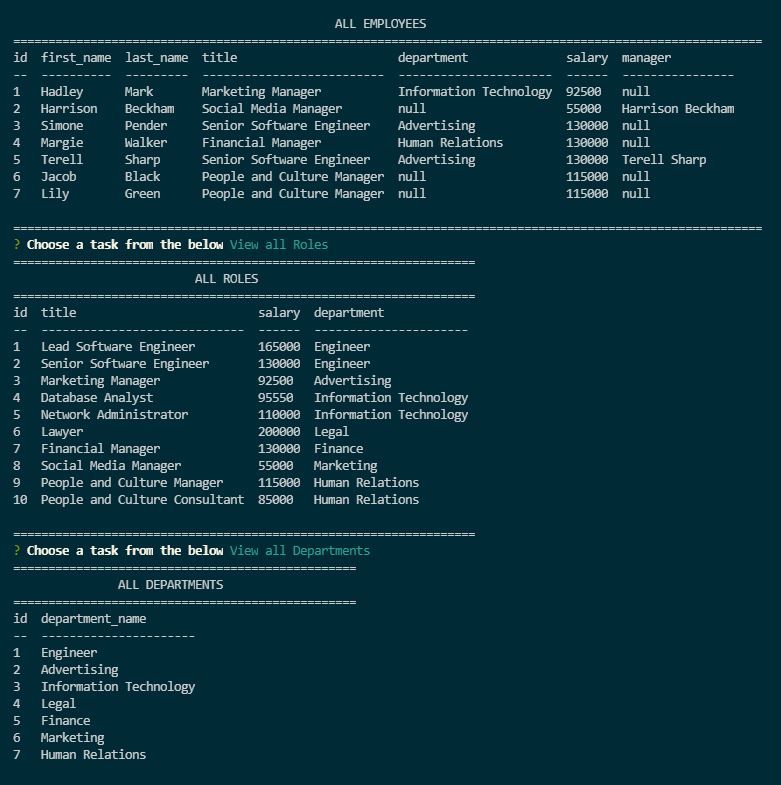 ALL EMPLOYEES
===========================================================================================================
id  first_name  last_name  title                       department              salary  manager
--  ----------  ---------  --------------------------  ----------------------  ------  ----------------
1   Hadley      Mark       Marketing Manager           Information Technology  92500   null
2   Harrison    Beckham    Social Media Manager        null                    55000   Harrison Beckham
3   Simone      Pender     Senior Software Engineer    Advertising             130000  null
4   Margie      Walker     Financial Manager           Human Relations         130000  null
5   Terell      Sharp      Senior Software Engineer    Advertising             130000  Terell Sharp
6   Jacob       Black      People and Culture Manager  null                    115000  null
7   Lily        Green      People and Culture Manager  null                    115000  null
===========================================================================================================
? Choose a task from the below View all Roles
==================================================================
ALL ROLES
==================================================================
id  title                          salary  department
--  -----------------------------  ------  ----------------------
1   Lead Software Engineer         165000  Engineer
2   Senior Software Engineer       130000  Engineer
3   Marketing Manager              92500   Advertising
4   Database Analyst               95550   Information Technology
5   Network Administrator          110000  Information Technology
6   Lawyer                         200000  Legal
7   Financial Manager              130000  Finance
8   Social Media Manager           55000   Marketing
9   People and Culture Manager     115000  Human Relations
10  People and Culture Consultant  85000   Human Relations
==================================================================
? Choose a task from the below View all Departments
=================================================
ALL DEPARTMENTS
=================================================
id  department_name
--  ----------------------
1   Engineer
2   Advertising
3   Information Technology
4   Legal
5   Finance
6   Marketing
7   Human Relations